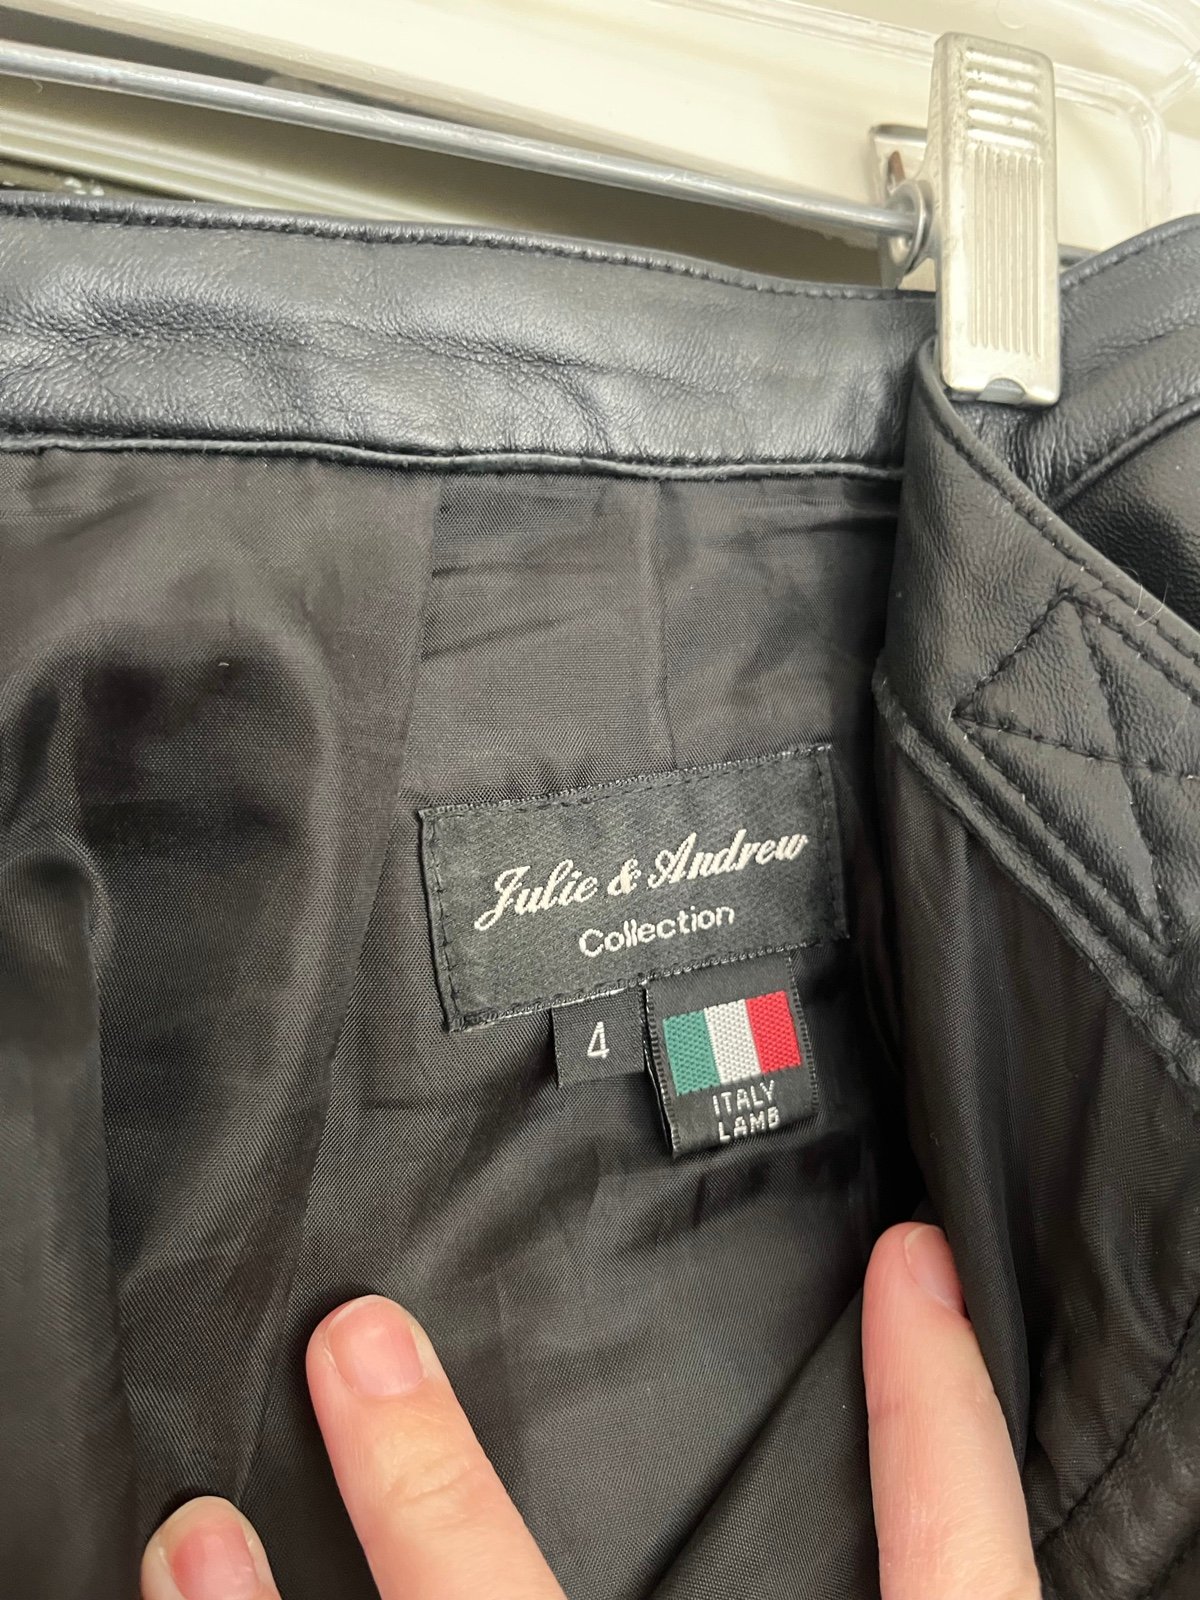 Julie & Andrew
Collection
4
ITALY
LAMB